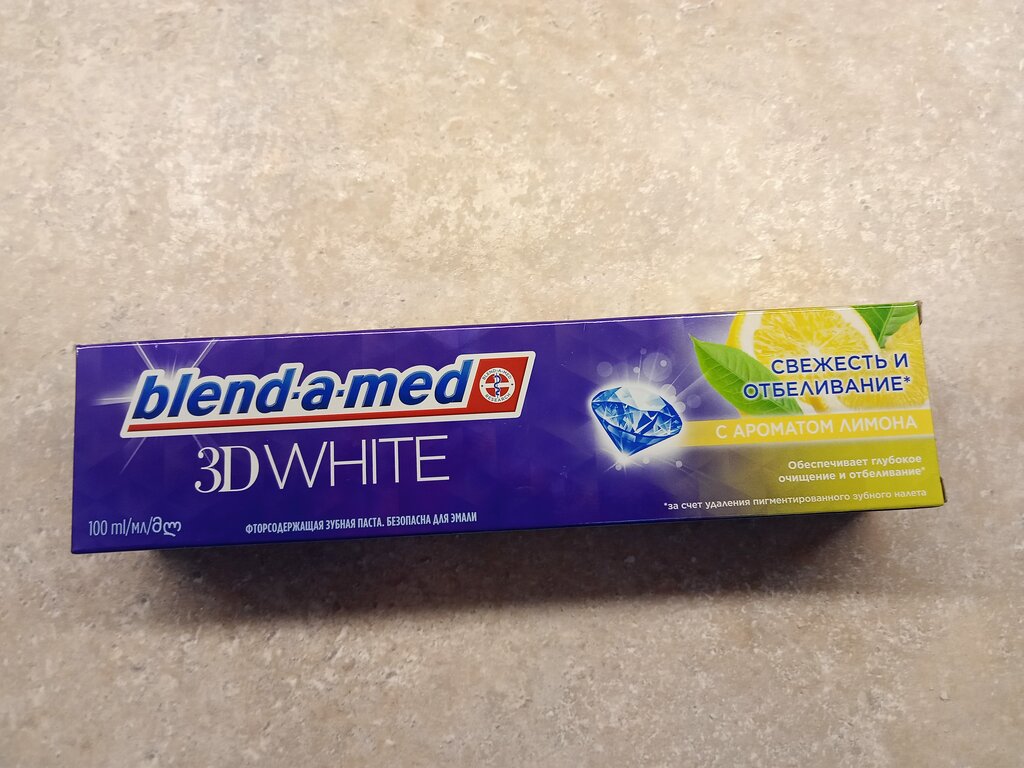 blend-a-med
3D WHITE
100 ml/мл/მლ
ФТОРСОДЕРЖАЩАЯ ЗУБНАЯ ПАСТА. БЕЗОПАСНА ДЛЯ ЭМАЛИ
СВЕЖЕСТЬ И
ОТБЕЛИВАНИЕ*
С АРОМАТОМ ЛИМОНА
Обеспечивает глубокое
очищение и отбеливание*
*за счет удаления пигментированного зубного налета